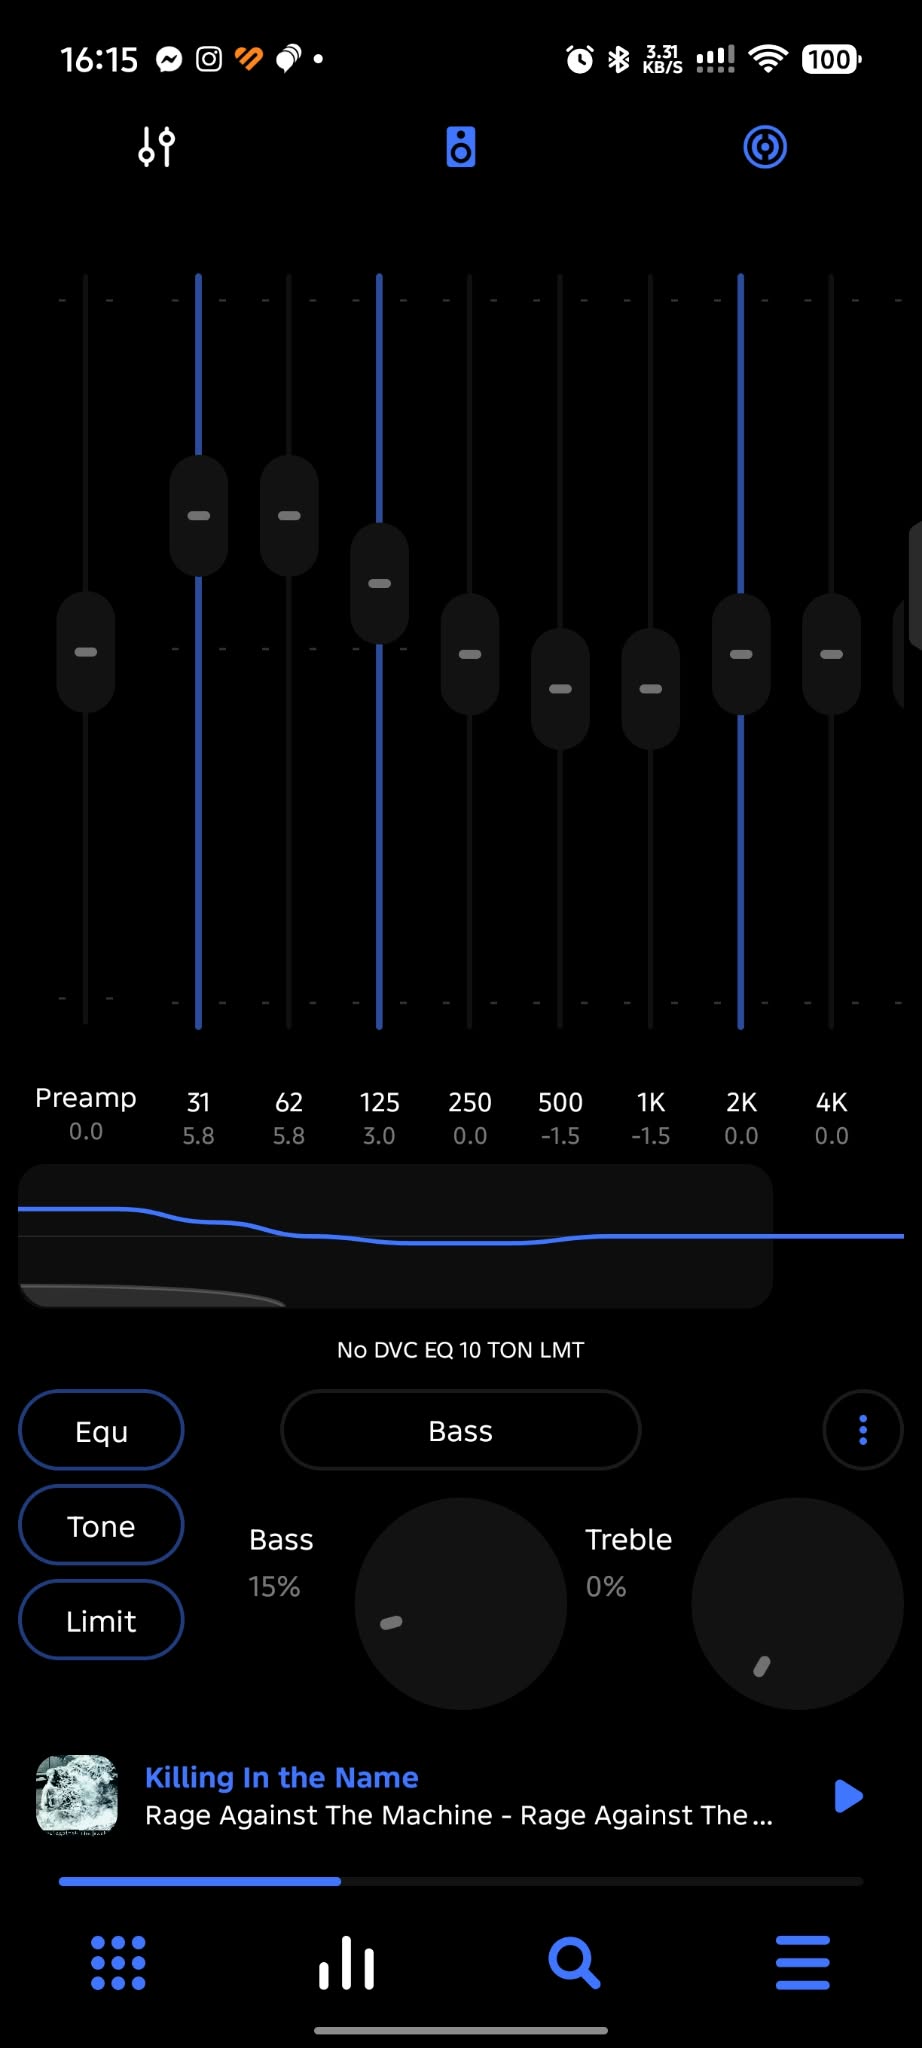 16:15
3.31
KB/S
100
Preamp 31 62 125 250 500 1K 2K 4K
0.0 5.8 5.8 3.0 0.0 -1.5 -1.5 0.0 0.0
No DVC EQ 10 TON LMT
Equ
Bass
Tone
Limit
Bass
15%
Treble
0%
Killing In the Name
Rage Against The Machine - Rage Against The...